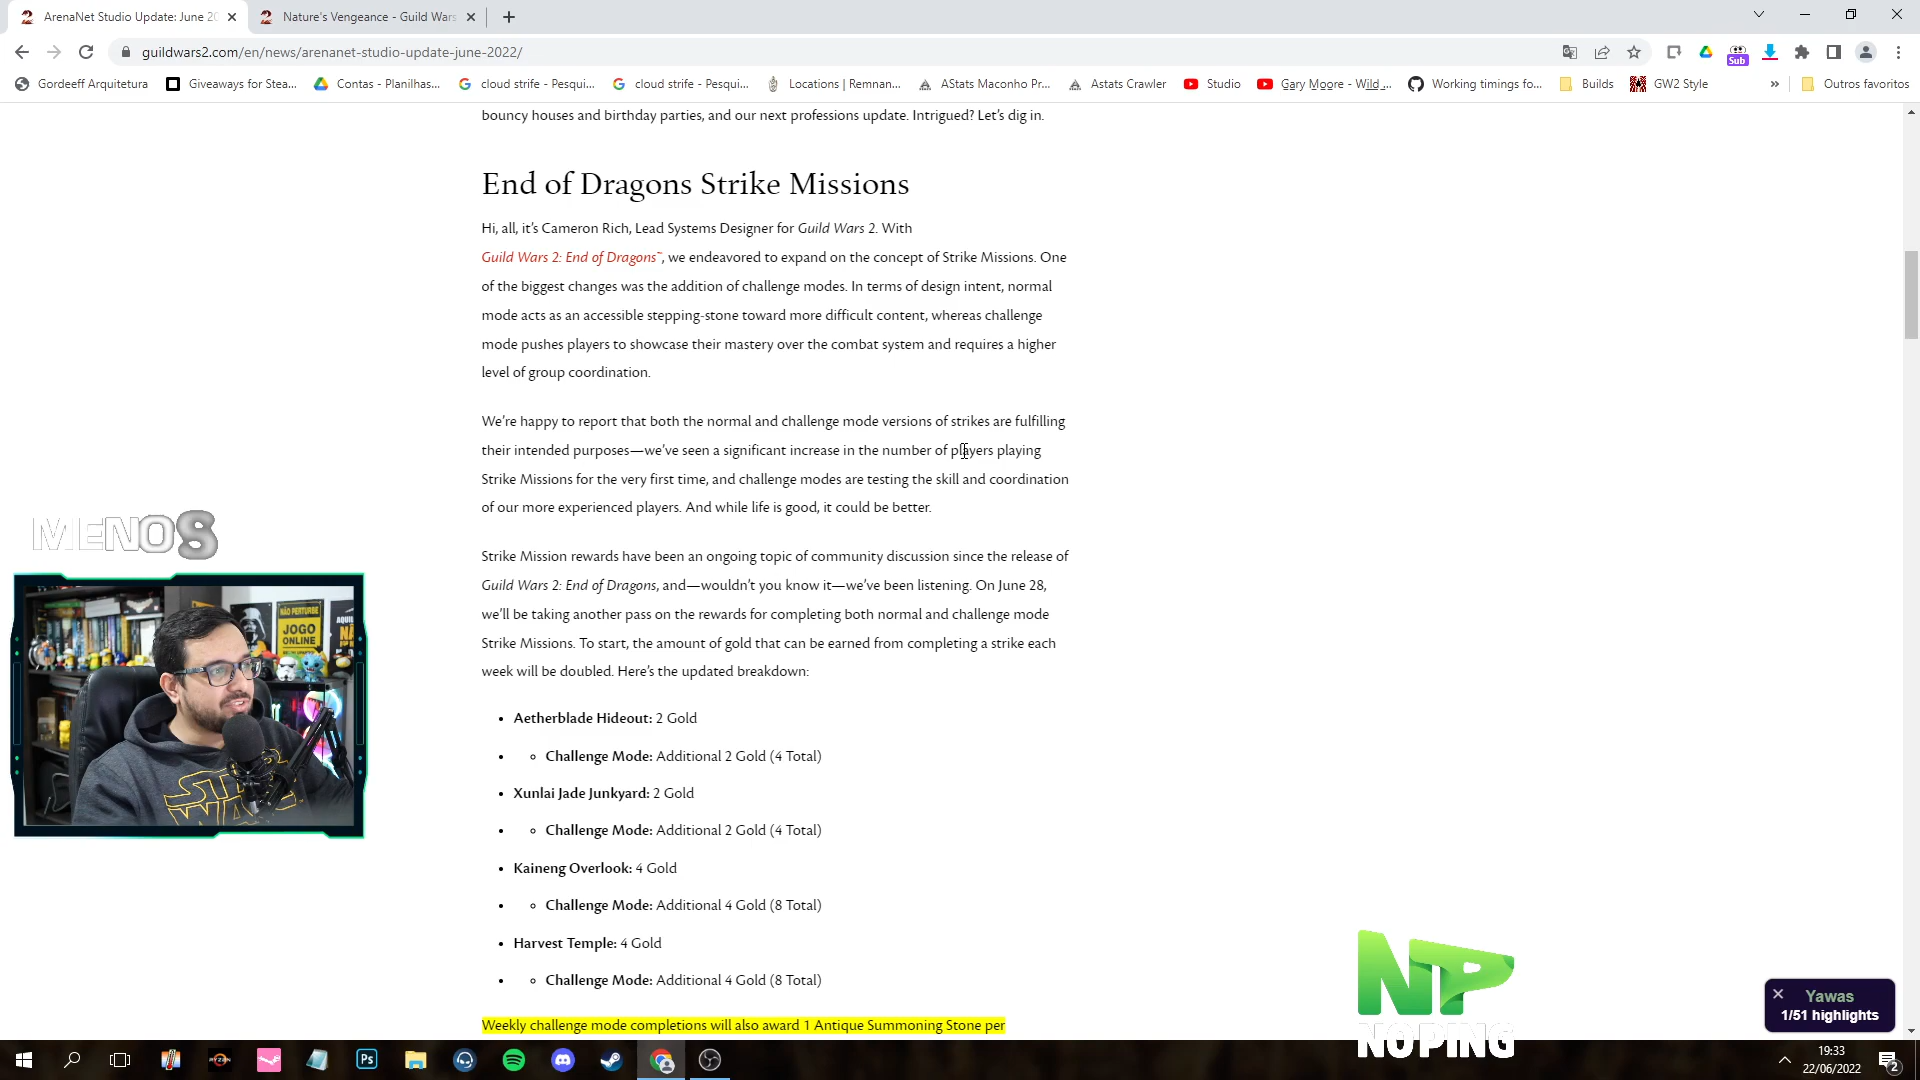 ArenaNet Studio Update: June 20
Nature's Vengeance - Guild Wars
guildwars2.com/en/news/arenanet-studio-update-june-2022/
Sub
Gordeeff Arquitetura
Giveaways for Stea...
Contas - Planilhas...
cloud strife - Pesqui...
cloud strife - Pesqui...
Locations | Remnan...
AStats Maconho Pr...
Astats Crawler
Studio
Gary Moore - Wild ...
Working timings fo...
Builds
GW2 Style
»
Outros favoritos
bouncy houses and birthday parties, and our next professions update. Intrigued? Let’s dig in.
End of Dragons Strike Missions
Hi, all, it’s Cameron Rich, Lead Systems Designer for Guild Wars 2. With
Guild Wars 2: End of Dragons™, we endeavored to expand on the concept of Strike Missions. One
of the biggest changes was the addition of challenge modes. In terms of design intent, normal
mode acts as an accessible stepping-stone toward more difficult content, whereas challenge
mode pushes players to showcase their mastery over the combat system and requires a higher
level of group coordination.
We’re happy to report that both the normal and challenge mode versions of strikes are fulfilling
their intended purposes—we’ve seen a significant increase in the number of players playing
Strike Missions for the very first time, and challenge modes are testing the skill and coordination
of our more experienced players. And while life is good, it could be better.
Strike Mission rewards have been an ongoing topic of community discussion since the release of
Guild Wars 2: End of Dragons, and—wouldn’t you know it—we’ve been listening. On June 28,
we’ll be taking another pass on the rewards for completing both normal and challenge mode
Strike Missions. To start, the amount of gold that can be earned from completing a strike each
week will be doubled. Here’s the updated breakdown:
• Aetherblade Hideout: 2 Gold
• ◦ Challenge Mode: Additional 2 Gold (4 Total)
• Xunlai Jade Junkyard: 2 Gold
• ◦ Challenge Mode: Additional 2 Gold (4 Total)
• Kaineng Overlook: 4 Gold
• ◦ Challenge Mode: Additional 4 Gold (8 Total)
• Harvest Temple: 4 Gold
• ◦ Challenge Mode: Additional 4 Gold (8 Total)
Weekly challenge mode completions will also award 1 Antique Summoning Stone per
MENOS
NÃO PERTURBE
JOGO
ONLINE
STAR
WARS
NP
NOPING
Yawas
1/51 highlights
Ps
19:33
22/06/2022
2